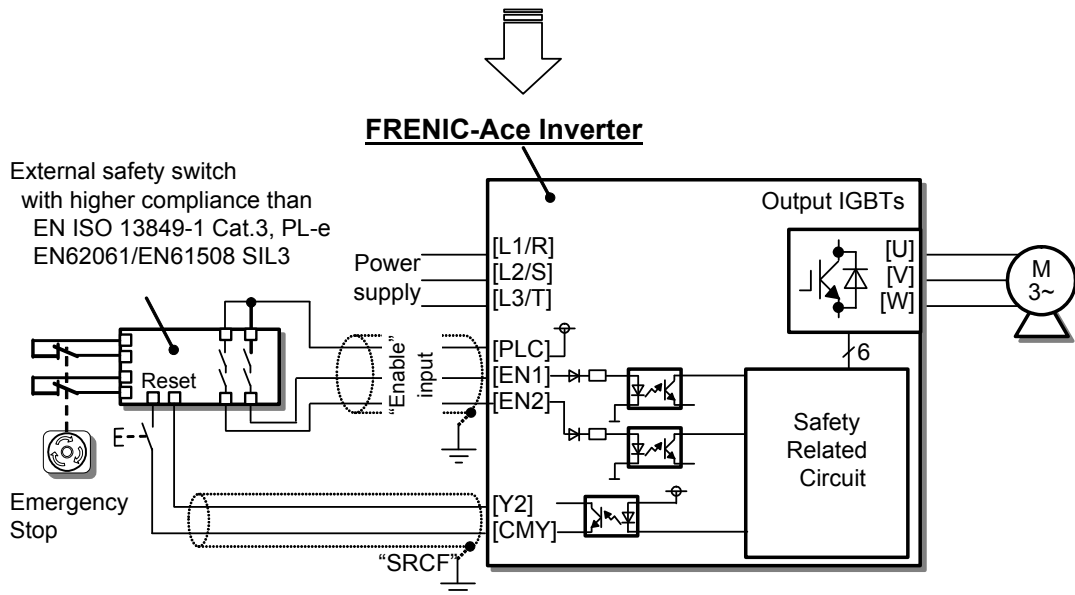 FRENIC-Ace Inverter
External safety switch
with higher compliance than
EN ISO 13849-1 Cat.3, PL-e
EN62061/EN61508 SIL3
Output IGBTs
Power
supply
[L1/R]
[L2/S]
[L3/T]
[U]
[V]
[W]
M
3~
6
Reset
"Enable"
input
[PLC]
[EN1]
[EN2]
Safety
Related
Circuit
E
Emergency
Stop
[Y2]
[CMY]
"SRCF"